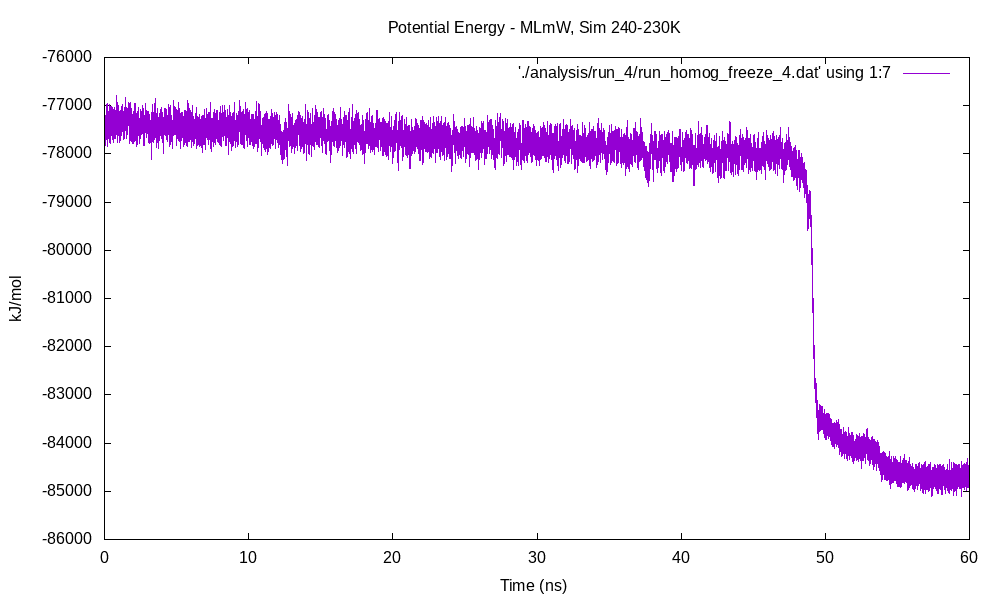 Potential Energy - MLmW, Sim 240-230K
'./analysis/run_4/run_homog_freeze_4.dat' using 1:7
-76000
-77000
-78000
-79000
-80000
-81000
-82000
-83000
-84000
-85000
-86000
kJ/mol
0 10 20 30 40 50 60
Time (ns)